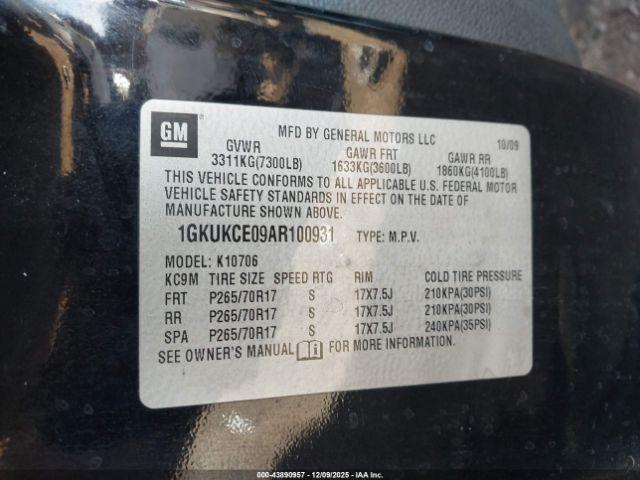 GM
MFD BY GENERAL MOTORS LLC 10/09
GVWR GAWR FRT GAWR RR
3311KG(7300LB) 1633KG(3600LB) 1860KG(4100LB)
THIS VEHICLE CONFORMS TO ALL APPLICABLE U.S. FEDERAL MOTOR
VEHICLE SAFETY STANDARDS IN EFFECT ON THE DATE OF
MANUFACTURE SHOWN ABOVE.
1GKUKCE09AR100931 TYPE: M.P.V.
MODEL: K10706
KC9M TIRE SIZE SPEED RTG RIM COLD TIRE PRESSURE
FRT P265/70R17 S 17X7.5J 210KPA(30PSI)
RR P265/70R17 S 17X7.5J 210KPA(30PSI)
SPA P265/70R17 S 17X7.5J 240KPA(35PSI)
SEE OWNER'S MANUAL i FOR MORE INFORMATION.
000-43890957 - 12/09/2025 - IAA Inc.